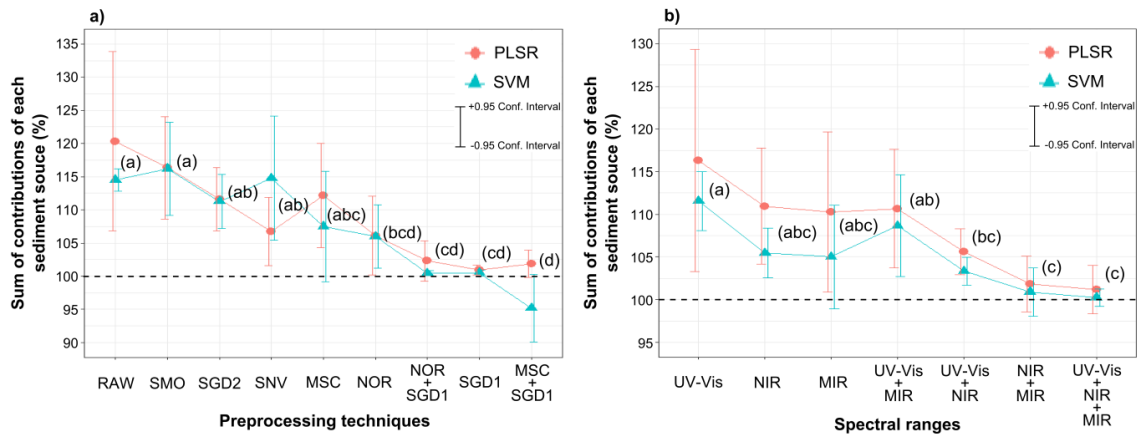 a)
Sum of contributions of each
sediment souce (%)
135
130
125
120
115
110
105
100
95
90
PLSR
SVM
+0.95 Conf. Interval
-0.95 Conf. Interval
(a)
(a)
(ab)
(ab)
(abc)
(bcd)
(cd)
(cd)
(d)
RAW
SMO
SGD2
SNV
MSC
NOR
NOR
+
SGD1
SGD1
MSC
+
SGD1
Preprocessing techniques
b)
Sum of contributions of each
sediment souce (%)
130
125
120
115
110
105
100
95
PLSR
SVM
+0.95 Conf. Interval
-0.95 Conf. Interval
(a)
(abc)
(abc)
(ab)
(bc)
(c)
(c)
UV-Vis
NIR
MIR
UV-Vis
+
MIR
UV-Vis
+
NIR
NIR
+
MIR
UV-Vis
+
NIR
+
MIR
Spectral ranges